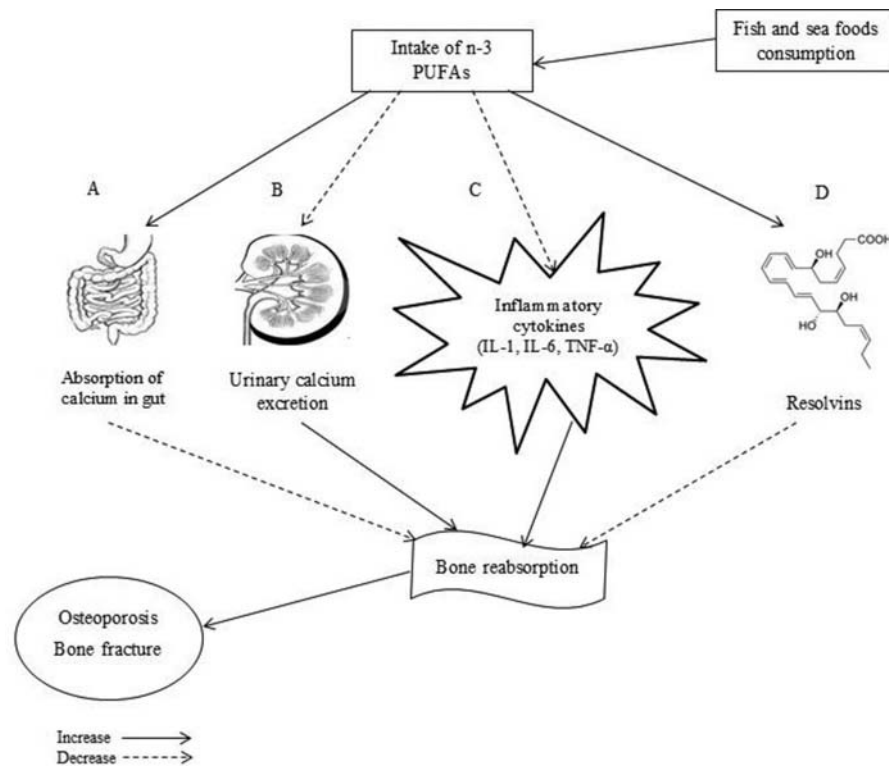 Fish and sea foods
consumption
Intake of n-3
PUFAs
A
B
C
D
COOH
OH
OH
HO
Inflammatory
cytokines
(IL-1, IL-6, TNF-α)
Absorption of
calcium in gut
Urinary calcium
excretion
Resolvins
Bone reabsorption
Osteoporosis
Bone fracture
Increase
Decrease